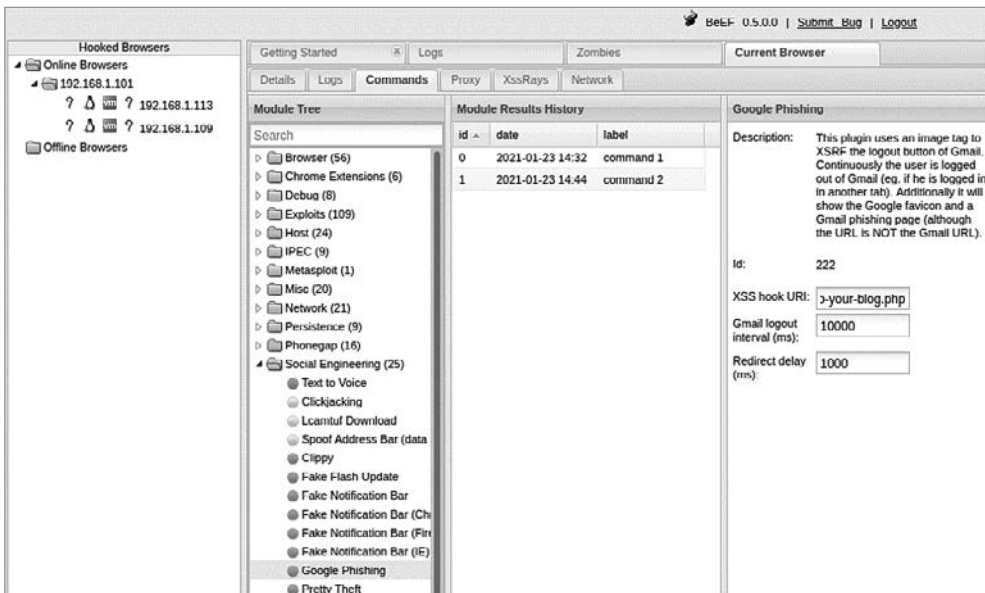 BeEF 0.5.0.0 | Submit Bug | Logout
Hooked Browsers
Online Browsers
192.168.1.101
? ? 192.168.1.113
? ? 192.168.1.109
Offline Browsers
Getting Started
Logs
Zombies
Current Browser
Details
Logs
Commands
Proxy
XssRays
Network
Module Tree
Search
Browser (56)
Chrome Extensions (6)
Debug (8)
Exploits (109)
Host (24)
IPEC (9)
Metasploit (1)
Misc (20)
Network (21)
Persistence (9)
Phonegap (16)
Social Engineering (25)
Text to Voice
Clickjacking
Lcamtuf Download
Spoof Address Bar (data
Clippy
Fake Flash Update
Fake Notification Bar
Fake Notification Bar (Ch
Fake Notification Bar (Fire
Fake Notification Bar (IE)
Google Phishing
Pretty Theft
Module Results History
id date label
0 2021-01-23 14:32 command 1
1 2021-01-23 14:44 command 2
Google Phishing
Description: This plugin uses an image tag to
XSRF the logout button of Gmail.
Continuously the user is logged
out of Gmail (eg. if he is logged in
in another tab). Additionally it will
show the Google favicon and a
Gmail phishing page (although
the URL is NOT the Gmail URL).
Id: 222
XSS hook URI: o-your-blog.php
Gmail logout
interval (ms): 10000
Redirect delay
(ms): 1000